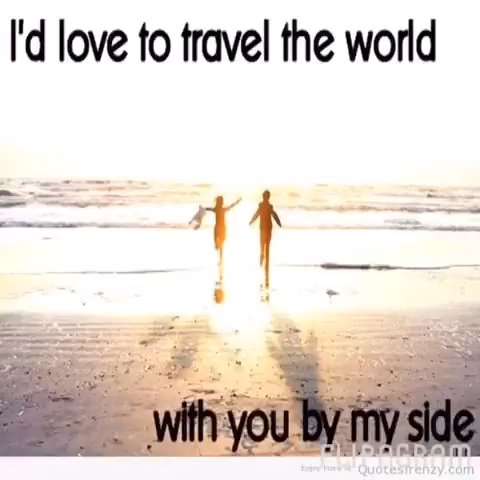 I'd love to travel the world
with you by my side
FLIPAGRAM
Quotesfrenzy.com